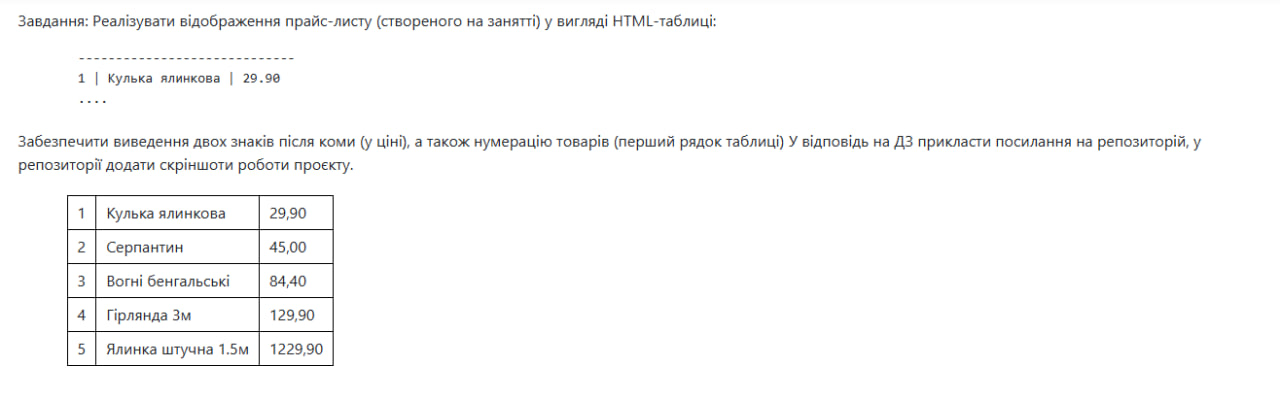 Завдання: Реалізувати відображення прайс-листу (створеного на занятті) у вигляді HTML-таблиці:
-----------------------------
1 | Кулька ялинкова | 29.90
....
Забезпечити виведення двох знаків після коми (у ціні), а також нумерацію товарів (перший рядок таблиці) У відповідь на ДЗ прикласти посилання на репозиторій, у
репозиторії додати скріншоти роботи проєкту.
1 Кулька ялинкова 29,90
2 Серпантин 45,00
3 Вогні бенгальські 84,40
4 Гірлянда 3м 129,90
5 Ялинка штучна 1.5м 1229,90